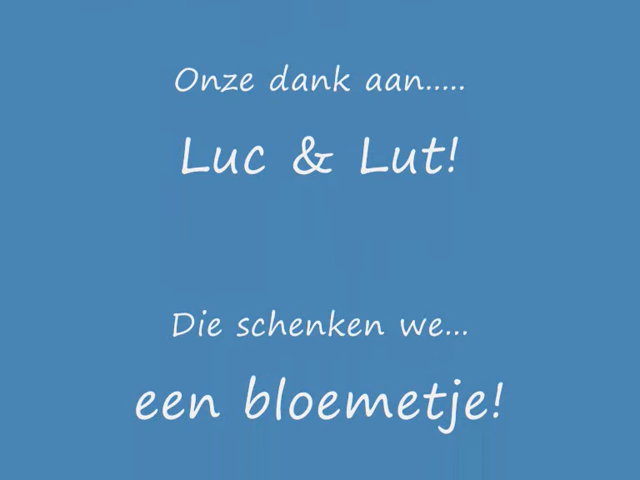 Onze dank aan.....
Luc & Lut!
Die schenken we...
een bloemetje!